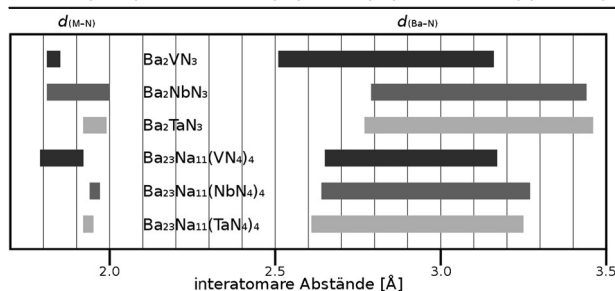 d(M–N) d(Ba–N)
Ba₂VN₃
Ba₂NbN₃
Ba₂TaN₃
Ba₂₃Na₁₁(VN₄)₄
Ba₂₃Na₁₁(NbN₄)₄
Ba₂₃Na₁₁(TaN₄)₄
2.0 2.5 3.0 3.5
interatomare Abstände [Å]